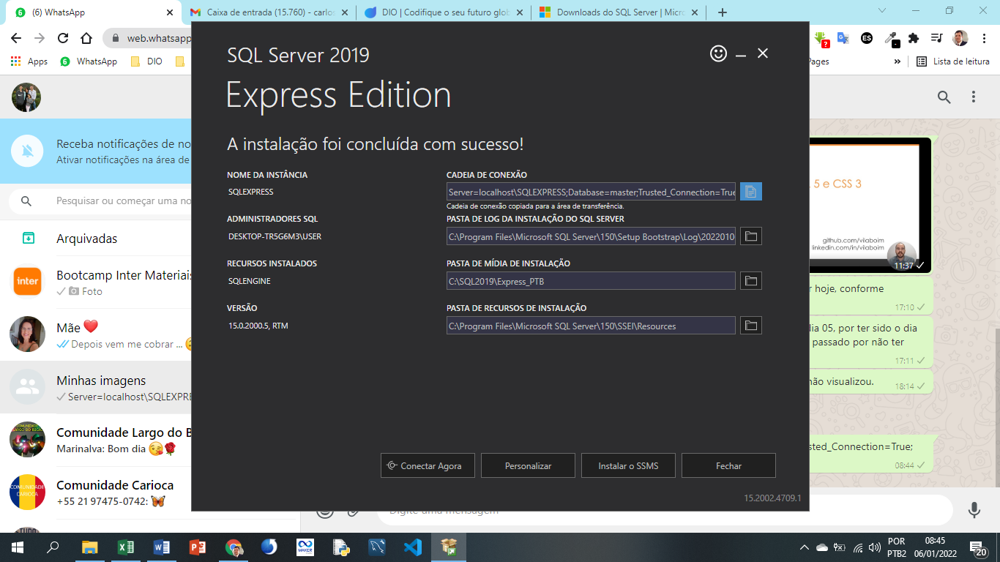 (6) WhatsApp
Caixa de entrada (15.760) - carlos
DIO | Codifique o seu futuro glob
Downloads do SQL Server | Micro
web.whatsapp
ES
?
Apps
WhatsApp
DIO
Pages
»
Lista de leitura
SQL Server 2019
Express Edition
A instalação foi concluída com sucesso!
NOME DA INSTÂNCIA
SQLEXPRESS
CADEIA DE CONEXÃO
Server=localhost\SQLEXPRESS;Database=master;Trusted_Connection=True
Cadeia de conexão copiada para a área de transferência.
ADMINISTRADORES SQL
DESKTOP-TR5G6M3\USER
PASTA DE LOG DA INSTALAÇÃO DO SQL SERVER
C:\Program Files\Microsoft SQL Server\150\Setup Bootstrap\Log\2022010
RECURSOS INSTALADOS
SQLENGINE
PASTA DE MÍDIA DE INSTALAÇÃO
C:\SQL2019\Express_PTB
VERSÃO
15.0.2000.5, RTM
PASTA DE RECURSOS DE INSTALAÇÃO
C:\Program Files\Microsoft SQL Server\150\SSEI\Resources
Conectar Agora
Personalizar
Instalar o SSMS
Fechar
15.2002.4709.1
Receba notificações de no
Ativar notificações na área de
Pesquisar ou começar uma no
Arquivadas
inter
Bootcamp Inter Materiais
Foto
Mãe ❤️
Depois vem me cobrar ...
Minhas imagens
Server=localhost\SQLEXPRE
Comunidade Largo do B
Marinalva: Bom dia 😘🌹
COMUNIDADE
CARIOCA
Comunidade Carioca
+55 21 97475-0742: 🦋
5 e CSS 3
github.com/vilaboim
linkedin.com/in/vilaboim
11:37
r hoje, conforme
17:10
dia 05, por ter sido o dia
passado por não ter
17:11
não visualizou.
18:14
usted_Connection=True;
08:44
Digite uma mensagem
MAKER
POR
PTB2
08:45
06/01/2022
20